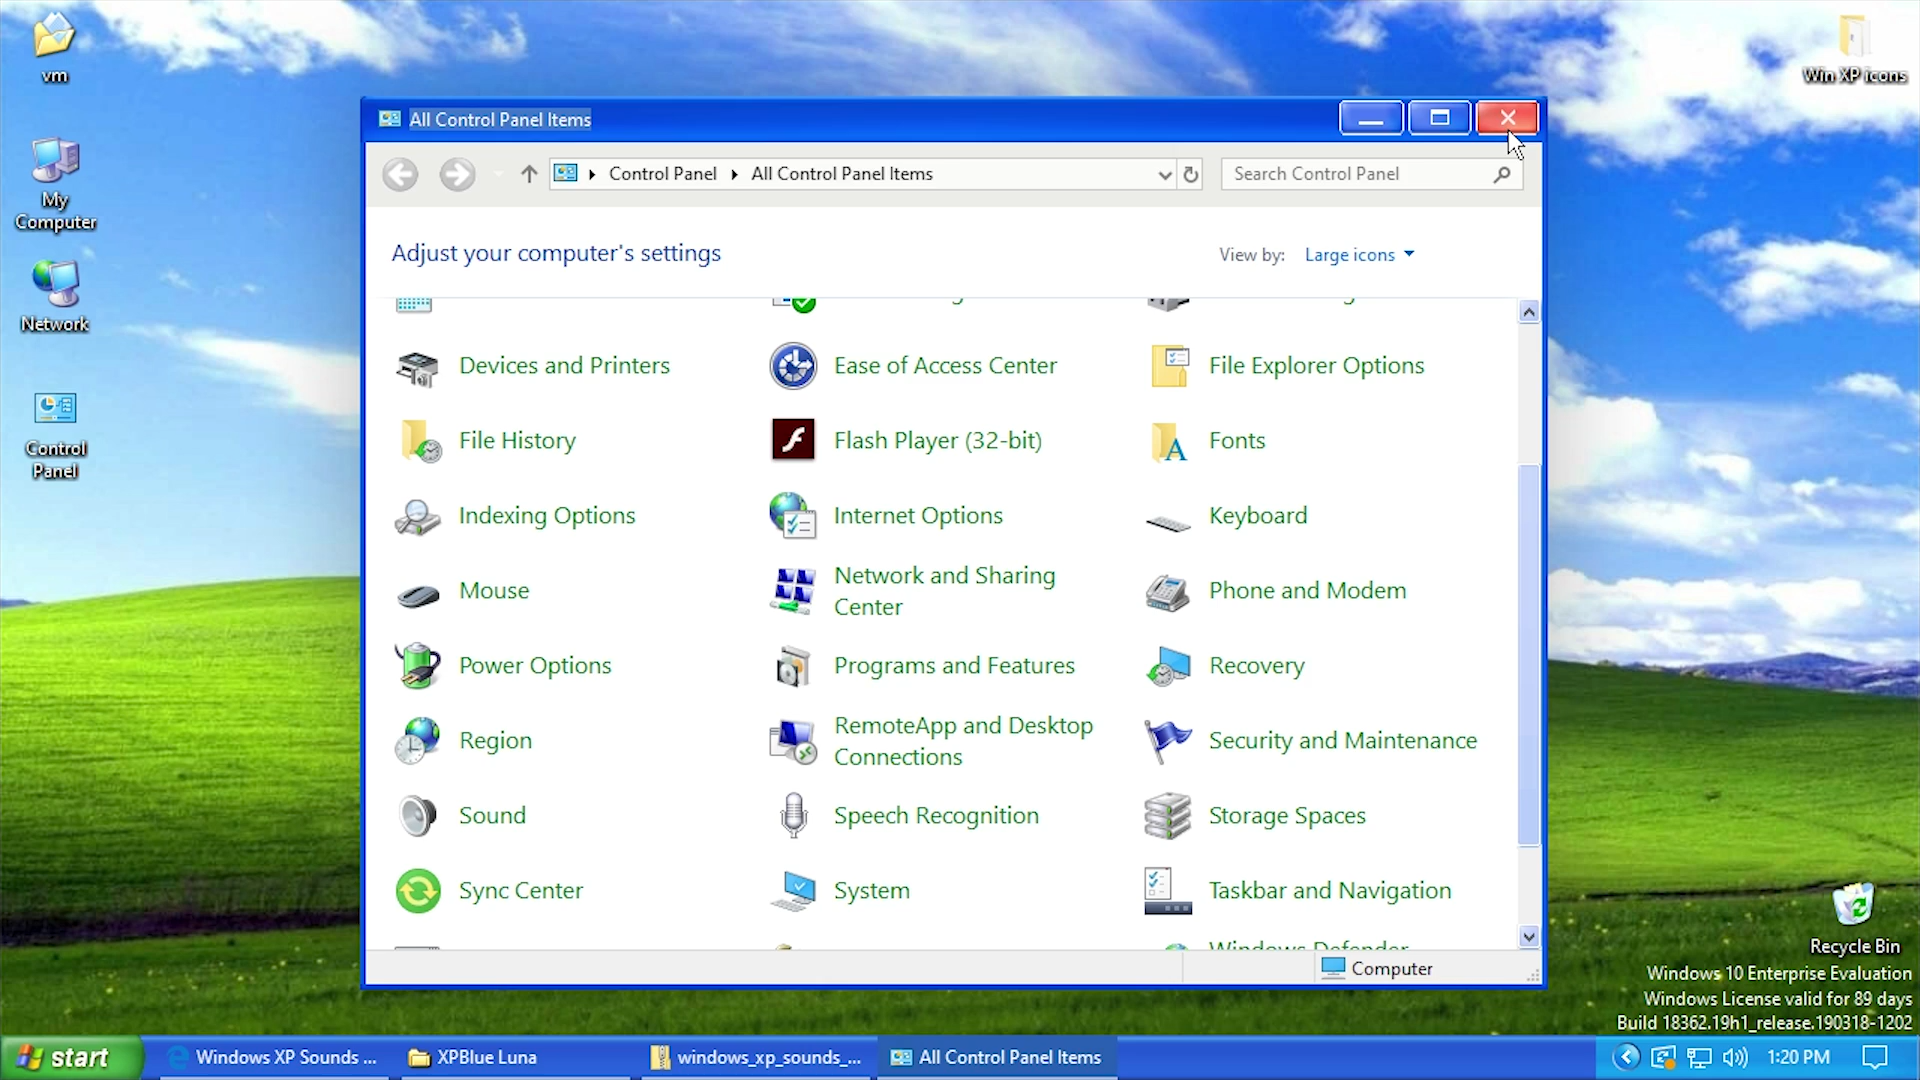 vm
Win XP icons
My
Computer
Network
Control
Panel
All Control Panel Items
Control Panel
All Control Panel Items
Search Control Panel
Adjust your computer's settings
View by:
Large icons
Devices and Printers
Ease of Access Center
File Explorer Options
File History
Flash Player (32-bit)
Fonts
Indexing Options
Internet Options
Keyboard
Mouse
Network and Sharing
Center
Phone and Modem
Power Options
Programs and Features
Recovery
Region
RemoteApp and Desktop
Connections
Security and Maintenance
Sound
Speech Recognition
Storage Spaces
Sync Center
System
Taskbar and Navigation
Windows Defender
Computer
Recycle Bin
Windows 10 Enterprise Evaluation
Windows License valid for 89 days
Build 18362.19h1_release.190318-1202
start
Windows XP Sounds ...
XPBlue Luna
windows_xp_sounds_...
All Control Panel Items
1:20 PM